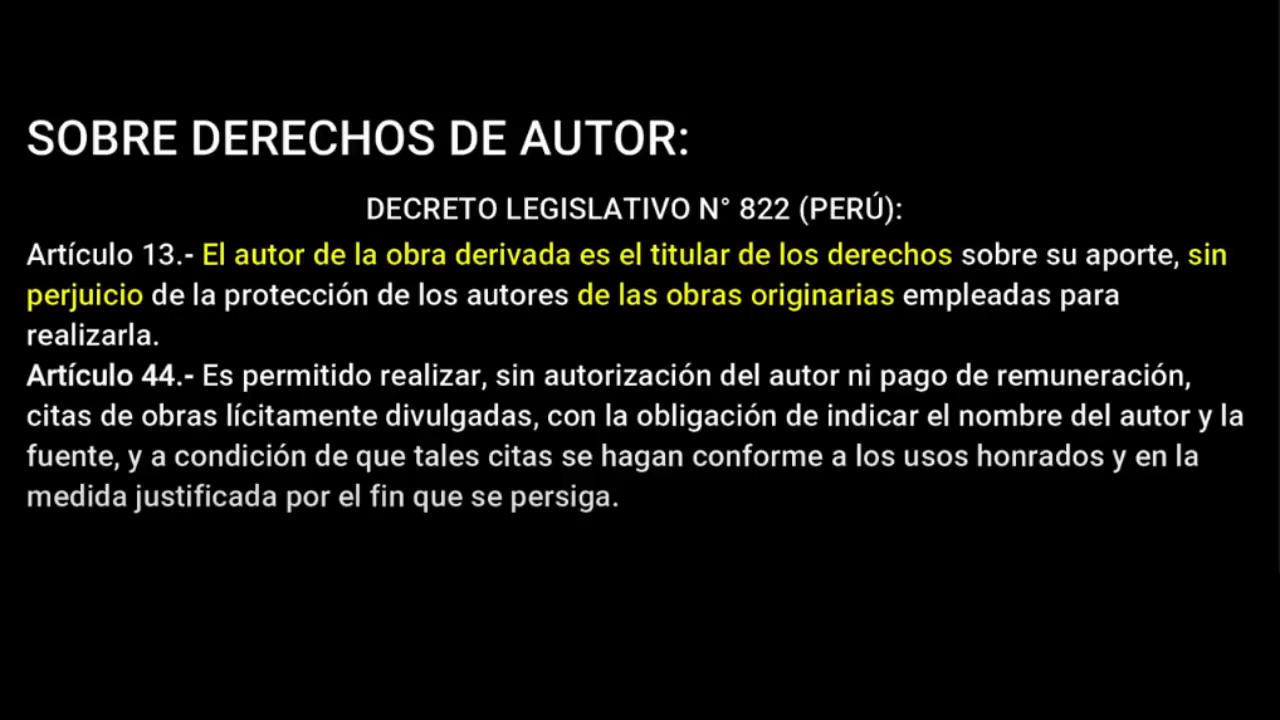 SOBRE DERECHOS DE AUTOR:
DECRETO LEGISLATIVO N° 822 (PERÚ):
Artículo 13.- El autor de la obra derivada es el titular de los derechos sobre su aporte, sin
perjuicio de la protección de los autores de las obras originarias empleadas para
realizarla.
Artículo 44.- Es permitido realizar, sin autorización del autor ni pago de remuneración,
citas de obras lícitamente divulgadas, con la obligación de indicar el nombre del autor y la
fuente, y a condición de que tales citas se hagan conforme a los usos honrados y en la
medida justificada por el fin que se persiga.